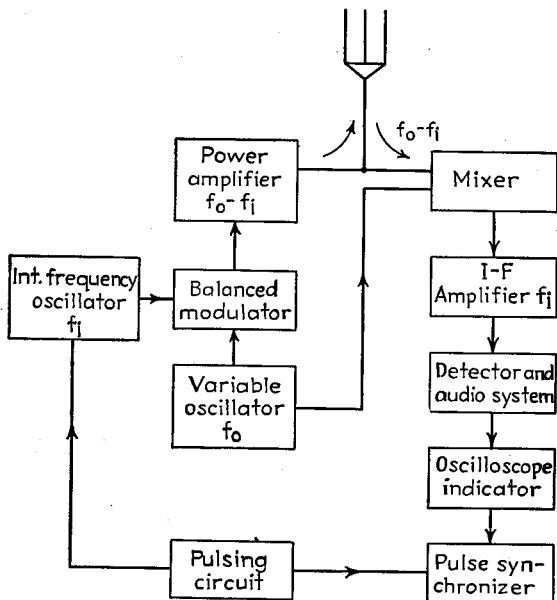 f₀-fᵢ
Power
amplifier
f₀-fᵢ
Mixer
Int. frequency
oscillator
fᵢ
Balanced
modulator
I-F
Amplifier fᵢ
Variable
oscillator
f₀
Detector and
audio system
Oscilloscope
indicator
Pulsing
circuit
Pulse syn-
chronizer